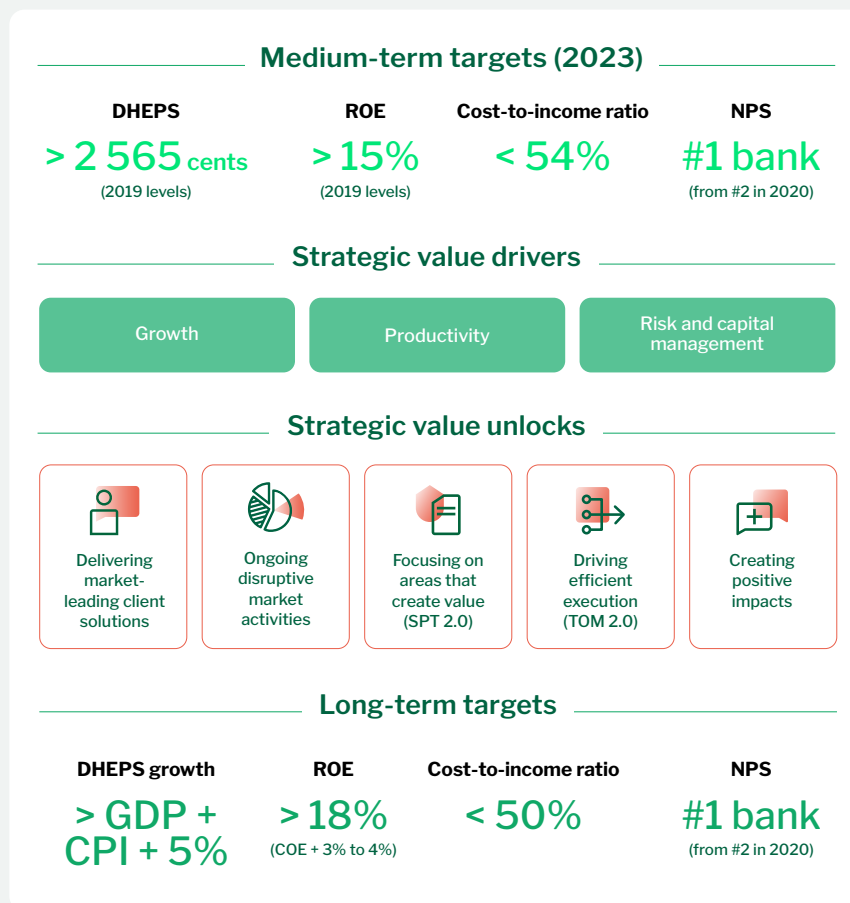 Medium-term targets (2023)
DHEPS
> 2 565 cents
(2019 levels)
ROE
> 15%
(2019 levels)
Cost-to-income ratio
< 54%
NPS
#1 bank
(from #2 in 2020)
Strategic value drivers
Growth
Productivity
Risk and capital
management
Strategic value unlocks
Delivering
market-
leading client
solutions
Ongoing
disruptive
market
activities
Focusing on
areas that
create value
(SPT 2.0)
Driving
efficient
execution
(TOM 2.0)
Creating
positive
impacts
Long-term targets
DHEPS growth
> GDP +
CPI + 5%
ROE
> 18%
(COE + 3% to 4%)
Cost-to-income ratio
< 50%
NPS
#1 bank
(from #2 in 2020)